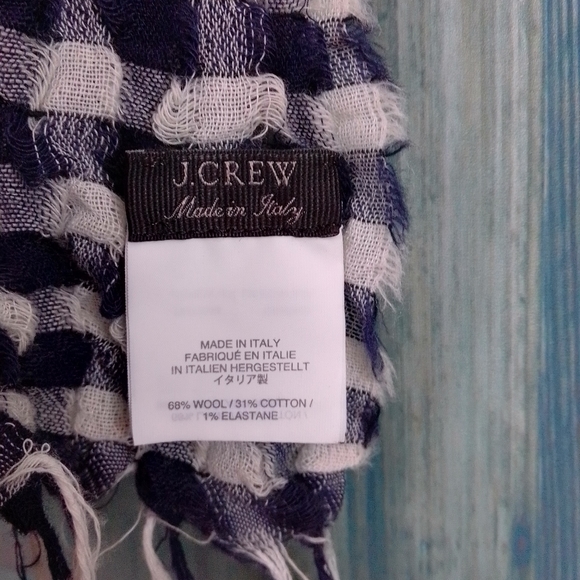 J.CREW
Made in Italy
MADE IN ITALY
FABRIQUÉ EN ITALIE
IN ITALIEN HERGESTELLT
イタリア製
68% WOOL / 31% COTTON /
1% ELASTANE